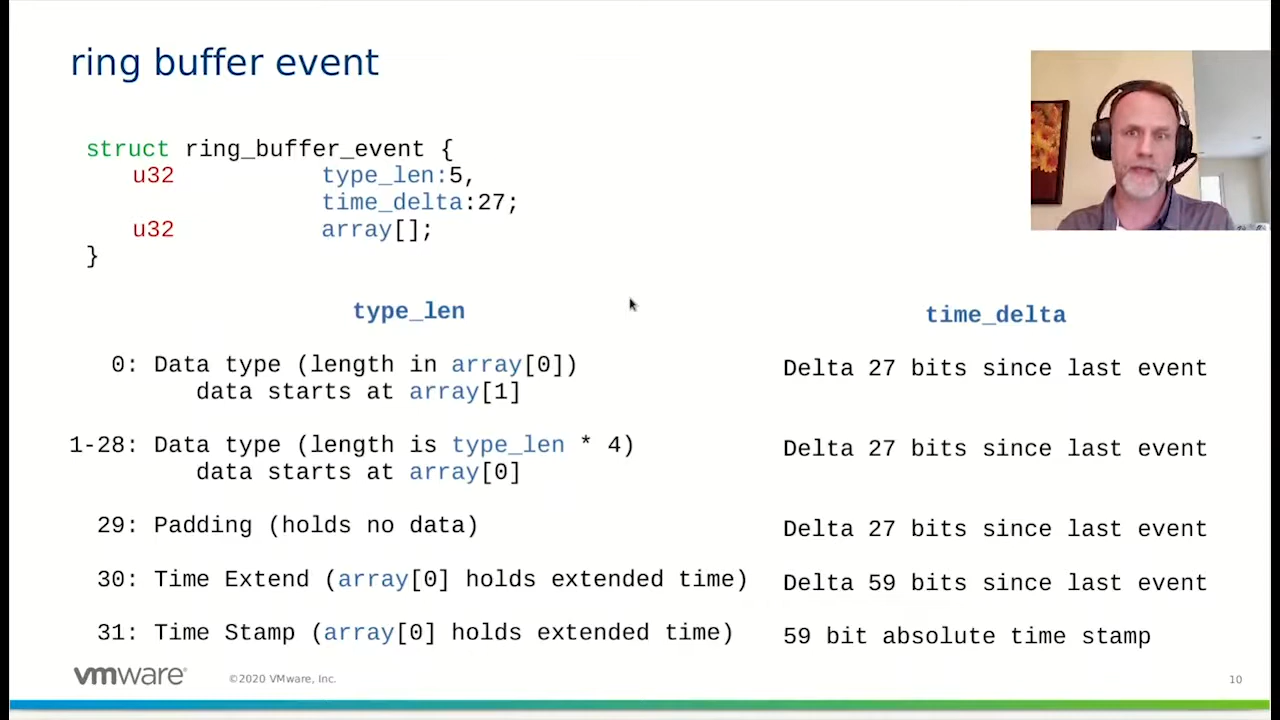 ring buffer event
struct ring_buffer_event {
u32 type_len:5,
time_delta:27;
u32 array[];
}
type_len time_delta
0: Data type (length in array[0]) Delta 27 bits since last event
data starts at array[1]
1-28: Data type (length is type_len * 4) Delta 27 bits since last event
data starts at array[0]
29: Padding (holds no data) Delta 27 bits since last event
30: Time Extend (array[0] holds extended time) Delta 59 bits since last event
31: Time Stamp (array[0] holds extended time) 59 bit absolute time stamp
vmware® ©2020 VMware, Inc. 10